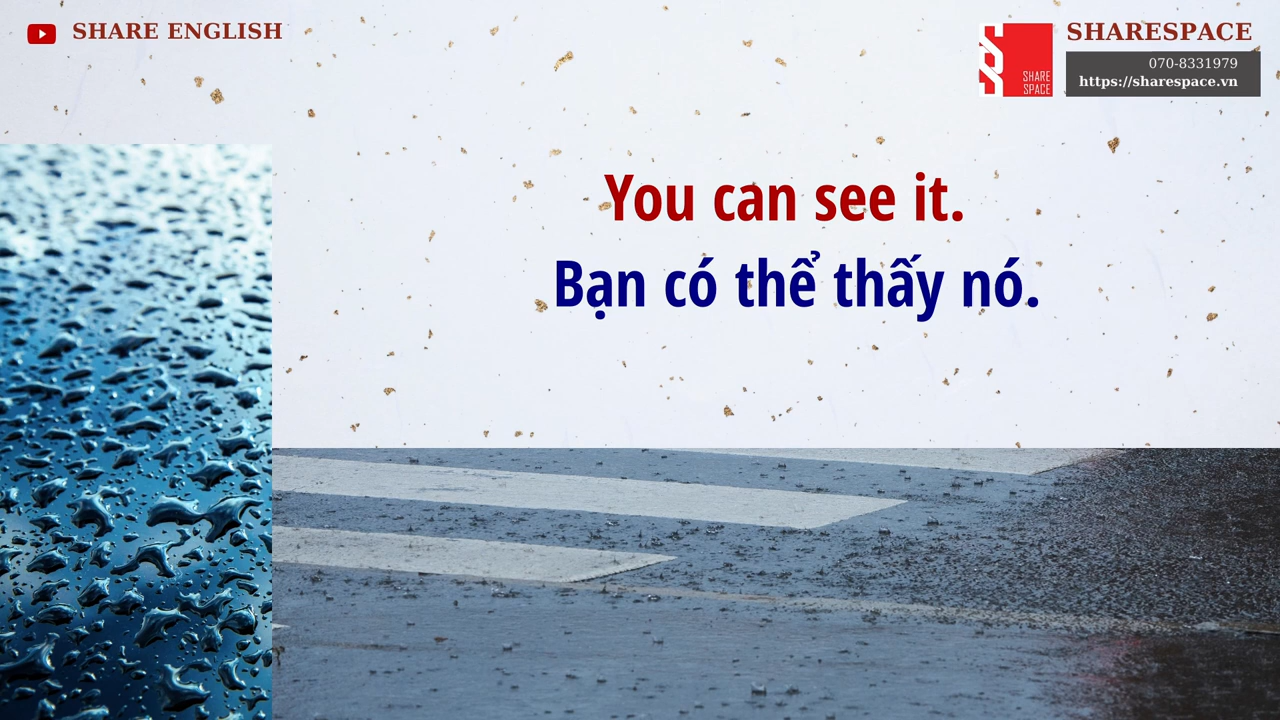 SHARE ENGLISH
SHARESPACE
070-8331979
https://sharespace.vn
SHARE
SPACE
You can see it.
Bạn có thể thấy nó.